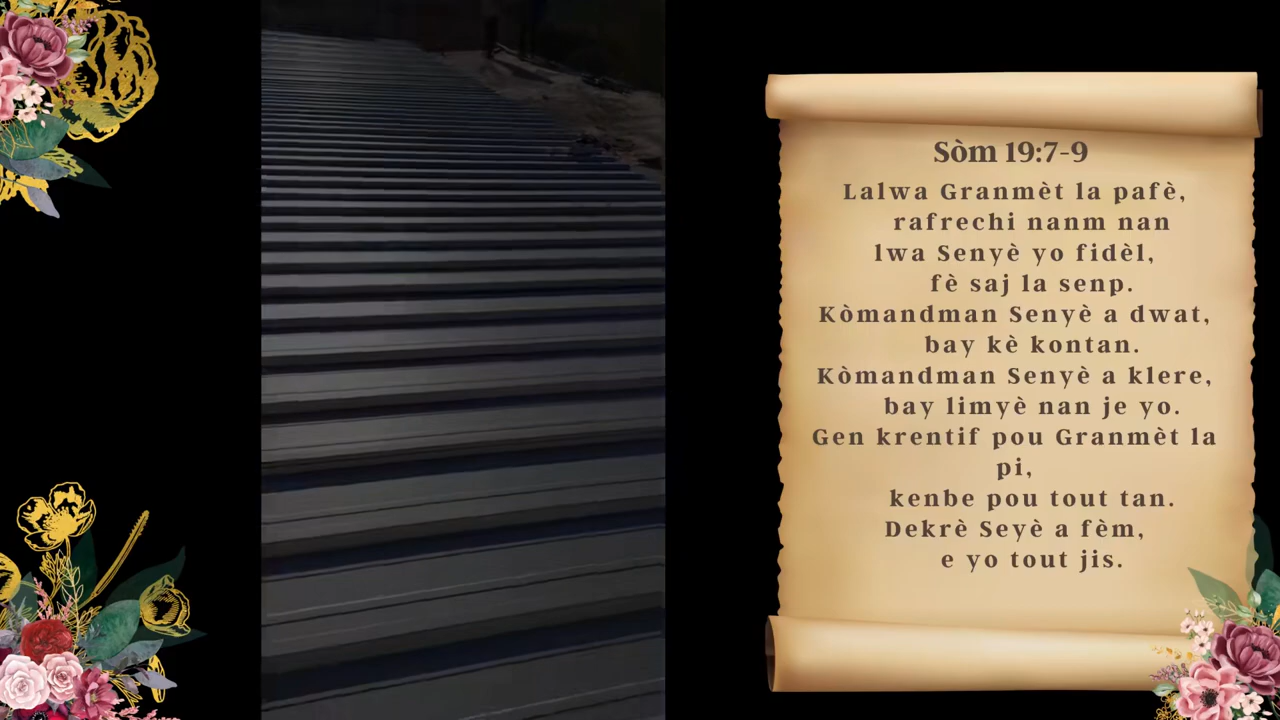 Sòm 19:7-9
Lalwa Granmèt la pafè,
rafrechi nanm nan
lwa Senyè yo fidèl,
fè saj la senp.
Kòmandman Senyè a dwat,
bay kè kontan.
Kòmandman Senyè a klere,
bay limyè nan je yo.
Gen krentif pou Granmèt la
pi,
kenbe pou tout tan.
Dekrè Seyè a fèm,
e yo tout jis.